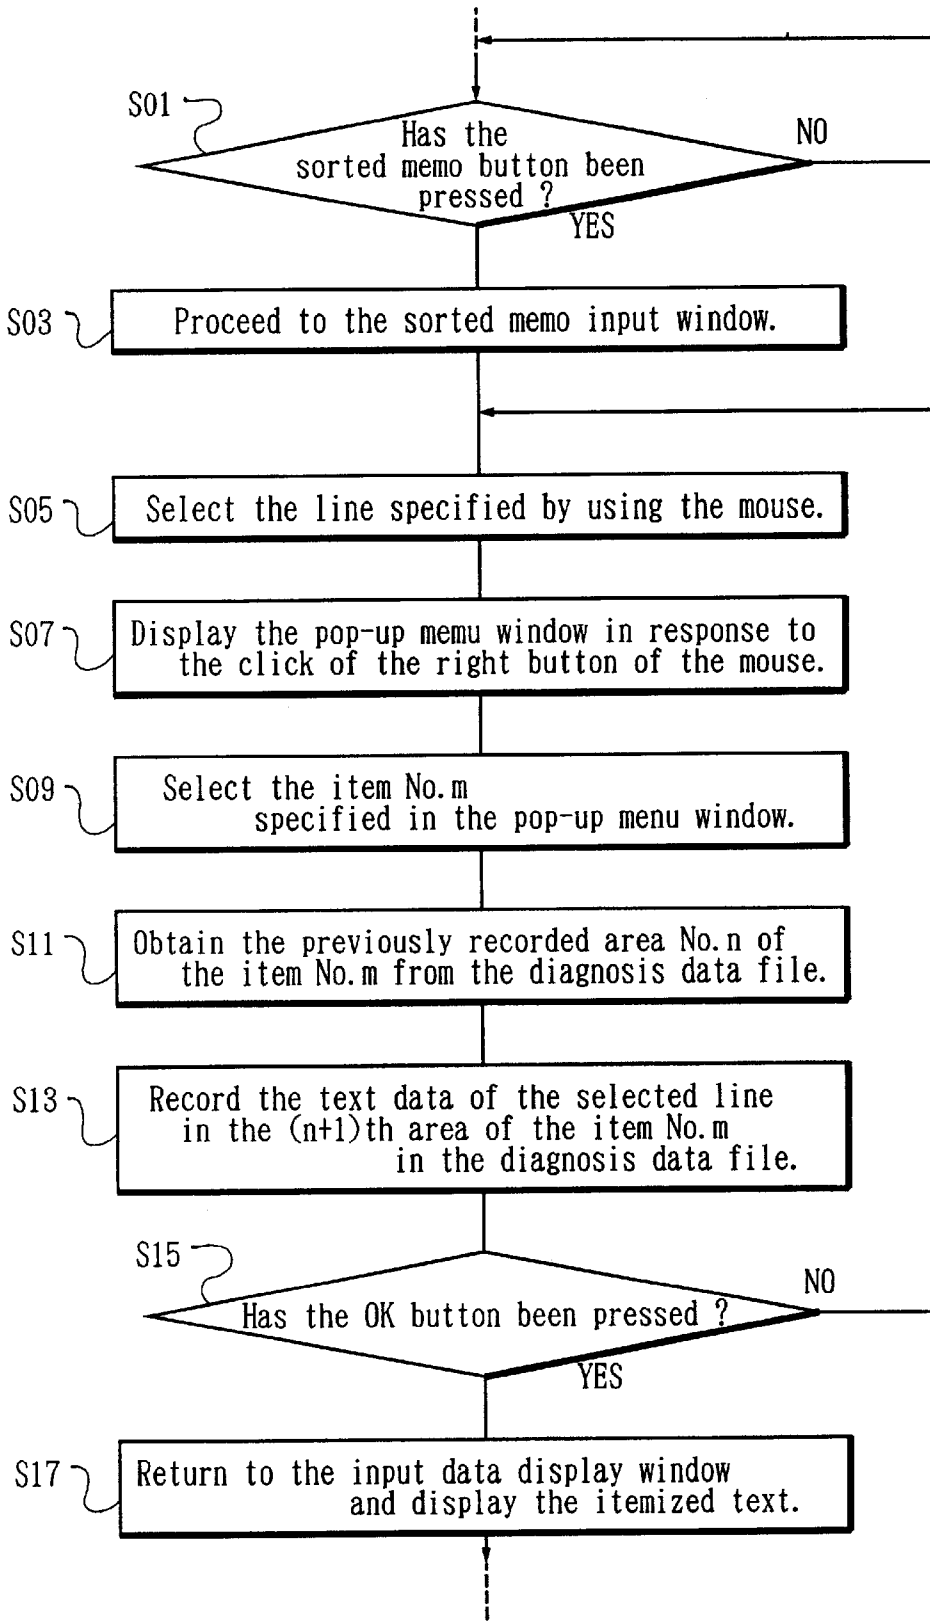 S01
Has the
sorted memo button been
pressed ?
NO
YES
S03
Proceed to the sorted memo input window.
S05
Select the line specified by using the mouse.
S07
Display the pop-up memu window in response to
the click of the right button of the mouse.
S09
Select the item No.m
specified in the pop-up menu window.
S11
Obtain the previously recorded area No.n of
the item No.m from the diagnosis data file.
S13
Record the text data of the selected line
in the (n+1)th area of the item No.m
in the diagnosis data file.
S15
Has the OK button been pressed ?
NO
YES
S17
Return to the input data display window
and display the itemized text.